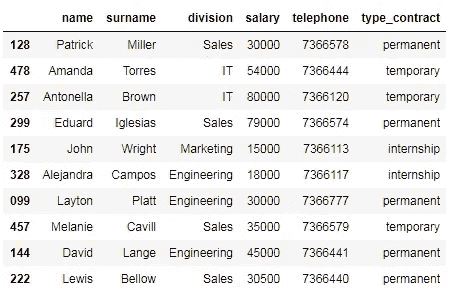 name surname division salary telephone type_contract
128 Patrick Miller Sales 30000 7366578 permanent
478 Amanda Torres IT 54000 7366444 temporary
257 Antonella Brown IT 80000 7366120 temporary
299 Eduard Iglesias Sales 79000 7366574 permanent
175 John Wright Marketing 15000 7366113 internship
328 Alejandra Campos Engineering 18000 7366117 internship
099 Layton Platt Engineering 30000 7366777 permanent
457 Melanie Cavill Sales 35000 7366579 temporary
144 David Lange Engineering 45000 7366441 permanent
222 Lewis Bellow Sales 30500 7366440 permanent